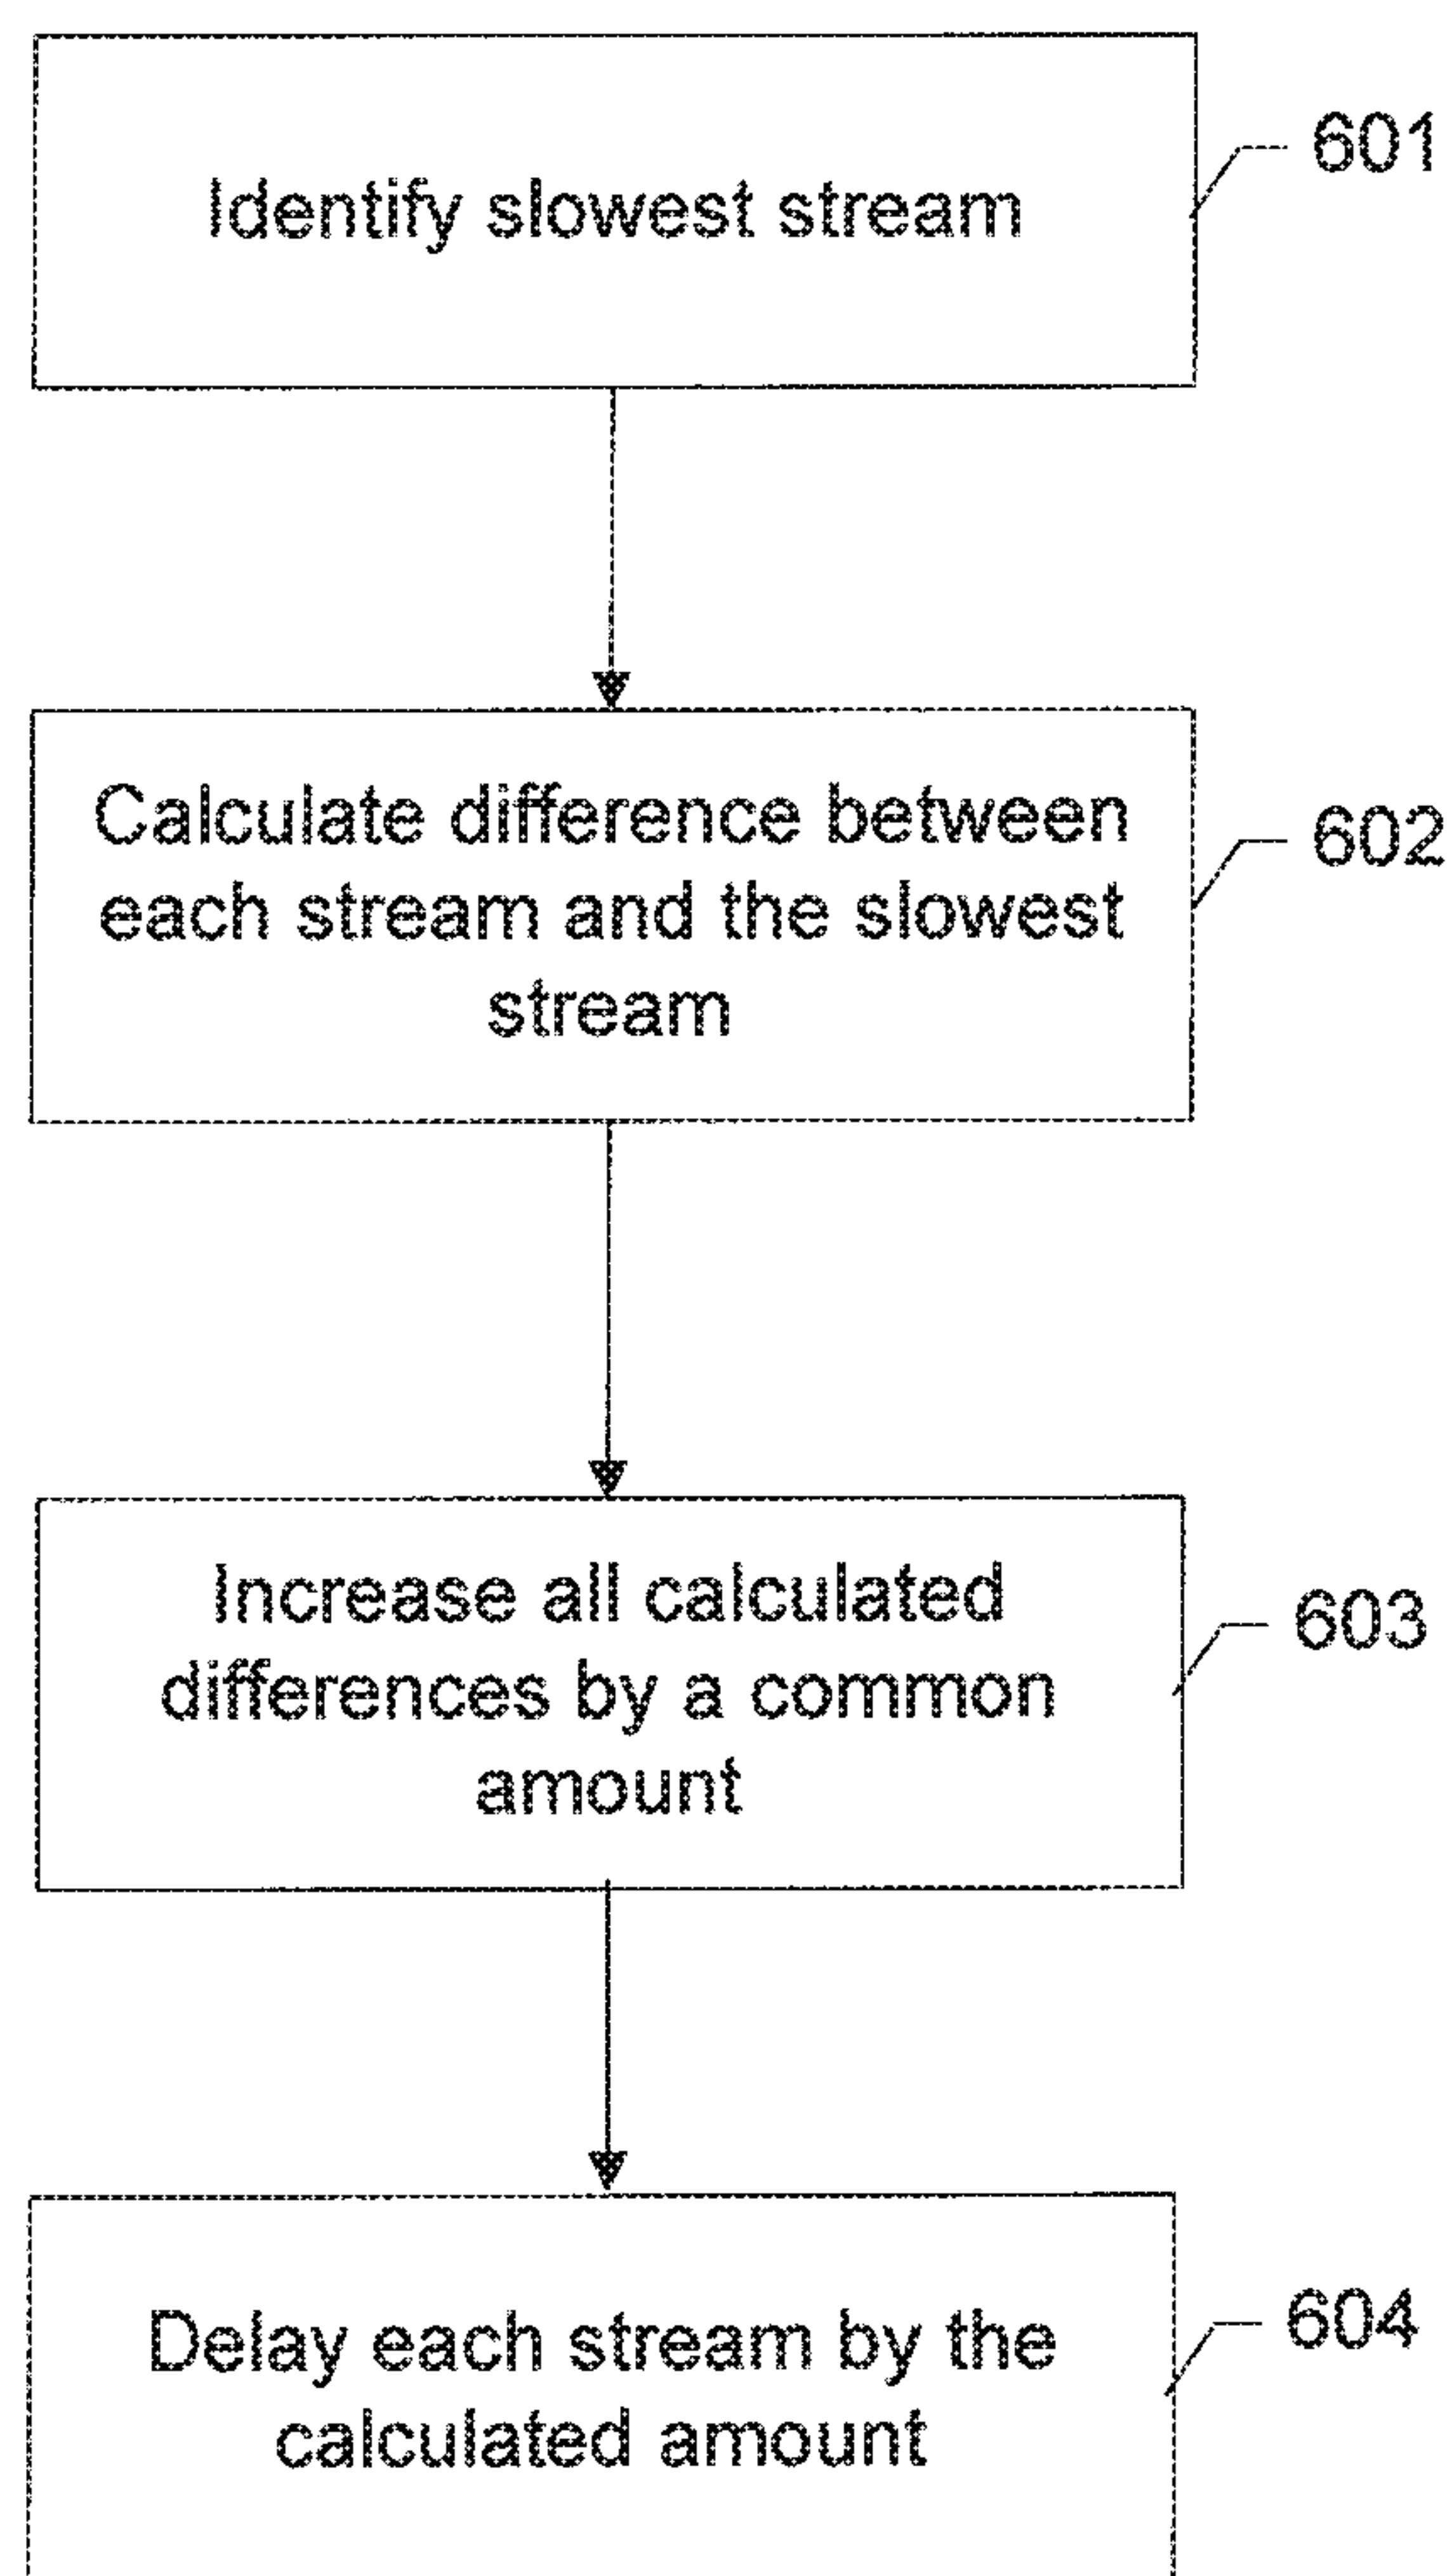 Identify slowest stream
601
Calculate difference between
each stream and the slowest
stream
602
Increase all calculated
differences by a common
amount
603
Delay each stream by the
calculated amount
604